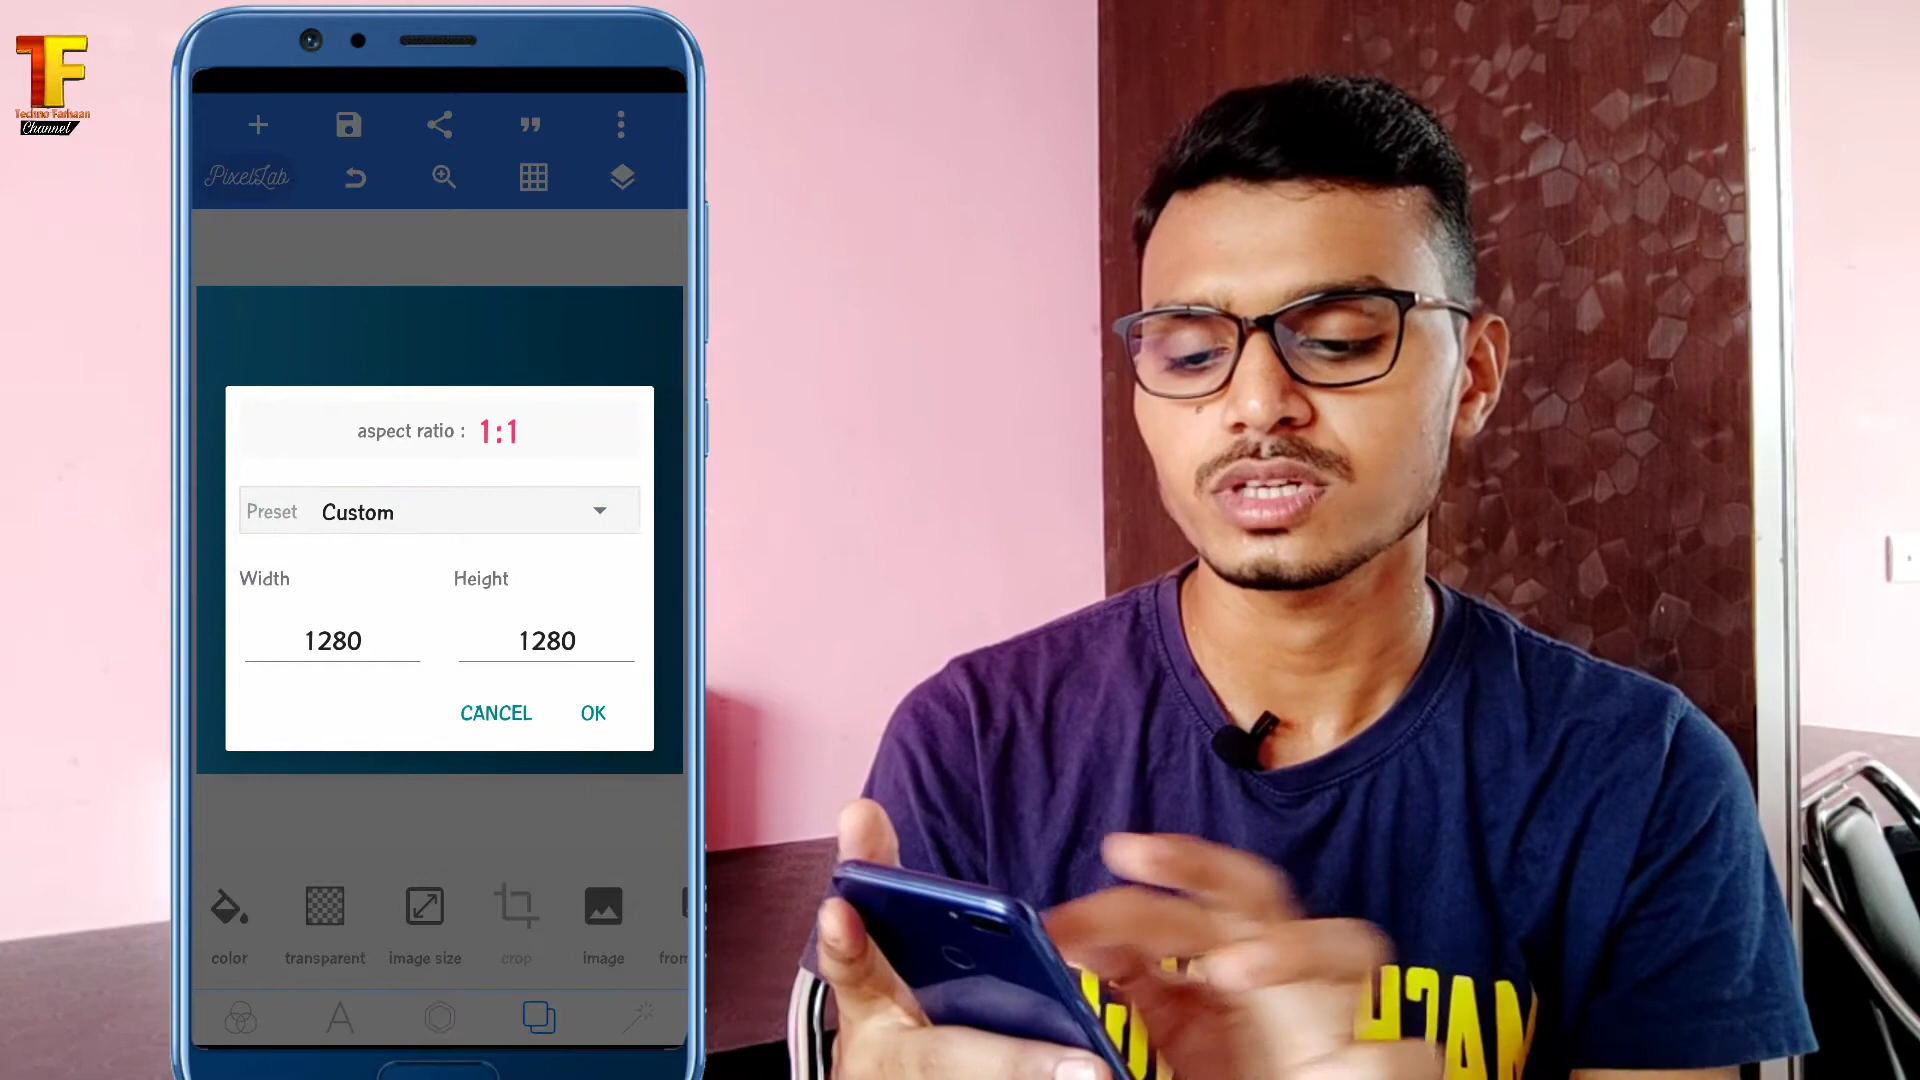 TF
Techno Farhaan
Channel
PixelLab
aspect ratio : 1:1
Preset Custom
Width Height
1280 1280
CANCEL OK
color transparent image size crop image from